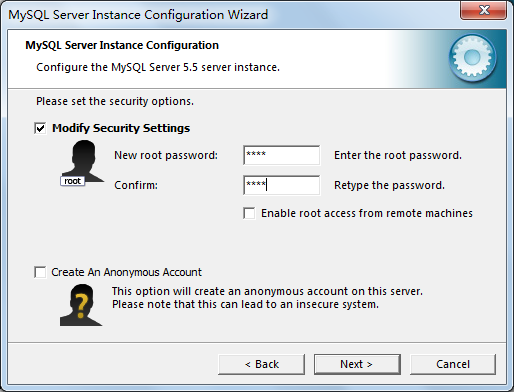 MySQL Server Instance Configuration Wizard
MySQL Server Instance Configuration
Configure the MySQL Server 5.5 server instance.
Please set the security options.
Modify Security Settings
root
New root password: **** Enter the root password.
Confirm: **** Retype the password.
Enable root access from remote machines
Create An Anonymous Account
?
This option will create an anonymous account on this server.
Please note that this can lead to an insecure system.
< Back Next > Cancel